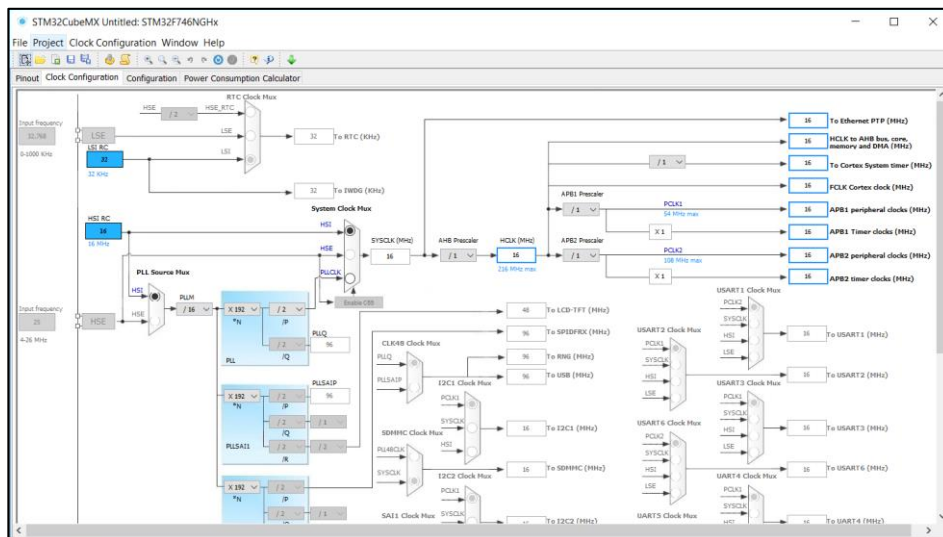 STM32CubeMX Untitled: STM32F746NGHx
File Project Clock Configuration Window Help
Pinout Clock Configuration Configuration Power Consumption Calculator
RTC Clock Mux
Input frequency
32.768
0-1000 KHz
LSE
HSE
/ 2
HSE_RTC
LSE
LSI
32
To RTC (KHz)
LSI RC
32
32 KHz
32
To IWDG (KHz)
HSI RC
16
16 MHz
System Clock Mux
HSI
HSE
PLLCLK
Enable CSS
SYSCLK (MHz)
16
AHB Prescaler
/ 1
HCLK (MHz)
16
216 MHz max
16
To Ethernet PTP (MHz)
16
HCLK to AHB bus, core,
memory and DMA (MHz)
/ 1
16
To Cortex System timer (MHz)
16
FCLK Cortex clock (MHz)
APB1 Prescaler
/ 1
PCLK1
54 MHz max
16
APB1 peripheral clocks (MHz)
X 1
16
APB1 Timer clocks (MHz)
APB2 Prescaler
/ 1
PCLK2
108 MHz max
16
APB2 peripheral clocks (MHz)
X 1
16
APB2 timer clocks (MHz)
PLL Source Mux
HSI
HSE
Input frequency
25
4-26 MHz
HSE
PLLM
/ 16
X 192
*N
/ 2
/P
/ 2
/Q
PLL
PLLQ
96
X 192
*N
/ 2
/P
/ 2
/ 1
/Q
/ 2
/ 2
/R
PLLSAI1
PLLSAIP
96
X 192
*N
/ 2
/P
/ 2
/ 1
48
To LCD-TFT (MHz)
96
To SPIDFRX (MHz)
CLK48 Clock Mux
PLLQ
PLLSAIP
96
To RNG (MHz)
96
To USB (MHz)
I2C1 Clock Mux
PCLK1
SYSCLK
HSI
16
To I2C1 (MHz)
SDMMC Clock Mux
PLL48CLK
SYSCLK
16
To SDMMC (MHz)
I2C2 Clock Mux
PCLK1
SYSCLK
To I2C2 (MHz)
SAI1 Clock Mux
USART1 Clock Mux
PCLK2
SYSCLK
HSI
LSE
16
To USART1 (MHz)
USART2 Clock Mux
PCLK1
SYSCLK
HSI
LSE
16
To USART2 (MHz)
USART3 Clock Mux
PCLK1
SYSCLK
HSI
LSE
16
To USART3 (MHz)
USART6 Clock Mux
PCLK2
SYSCLK
HSI
LSE
16
To USART6 (MHz)
UART4 Clock Mux
PCLK1
SYSCLK
HSI
16
To UART4 (MHz)
UART5 Clock Mux
PCLK1